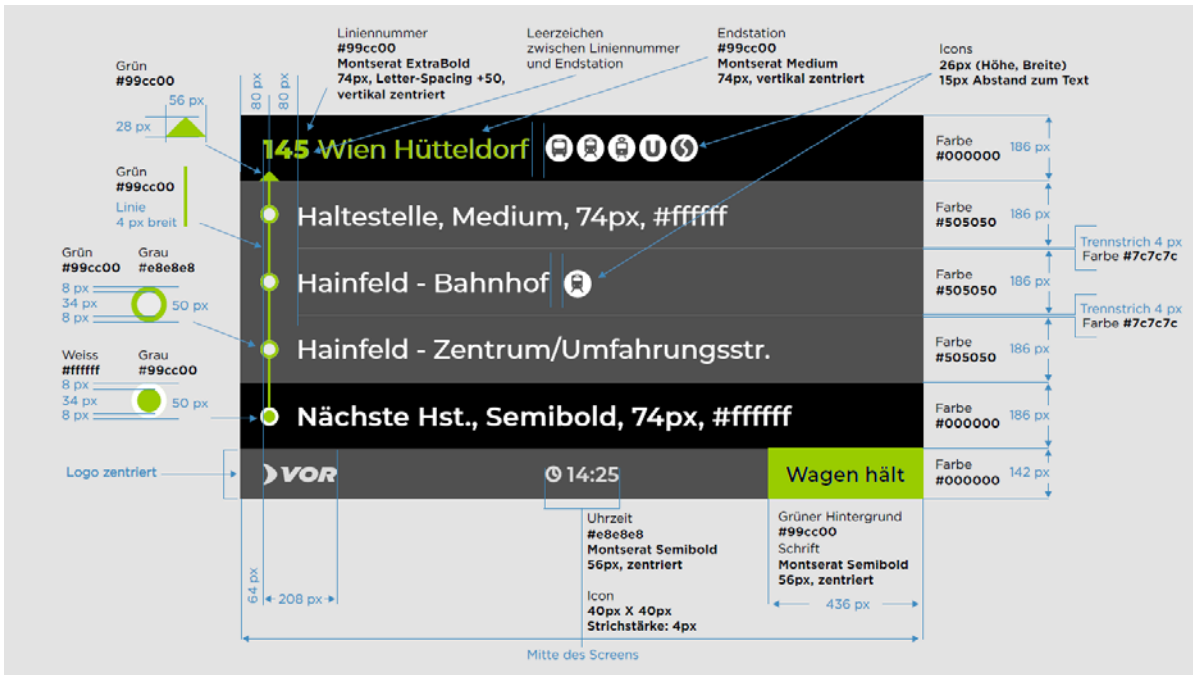 Grün
#99cc00
56 px
28 px
Grün
#99cc00
Linie
4 px breit
Grün
#99cc00
Grau
#e8e8e8
8 px
34 px
8 px
50 px
Weiss
#ffffff
Grau
#99cc00
8 px
34 px
8 px
50 px
Logo zentriert
80 px
80 px
Liniennummer
#99cc00
Montserat ExtraBold
74px, Letter-Spacing +50,
vertikal zentriert
Leerzeichen
zwischen Liniennummer
und Endstation
Endstation
#99cc00
Montserat Medium
74px, vertikal zentriert
Icons
26px (Höhe, Breite)
15px Abstand zum Text
145 Wien Hütteldorf
U
S
Haltestelle, Medium, 74px, #ffffff
Hainfeld - Bahnhof
Hainfeld - Zentrum/Umfahrungsstr.
Nächste Hst., Semibold, 74px, #ffffff
VOR
14:25
Wagen hält
Farbe
#000000
186 px
Farbe
#505050
186 px
Trennstrich 4 px
Farbe #7c7c7c
Farbe
#505050
186 px
Trennstrich 4 px
Farbe #7c7c7c
Farbe
#505050
186 px
Farbe
#000000
186 px
Farbe
#000000
142 px
64 px
208 px
Uhrzeit
#e8e8e8
Montserat Semibold
56px, zentriert
Icon
40px X 40px
Strichstärke: 4px
Grüner Hintergrund
#99cc00
Schrift
Montserat Semibold
56px, zentriert
436 px
Mitte des Screens